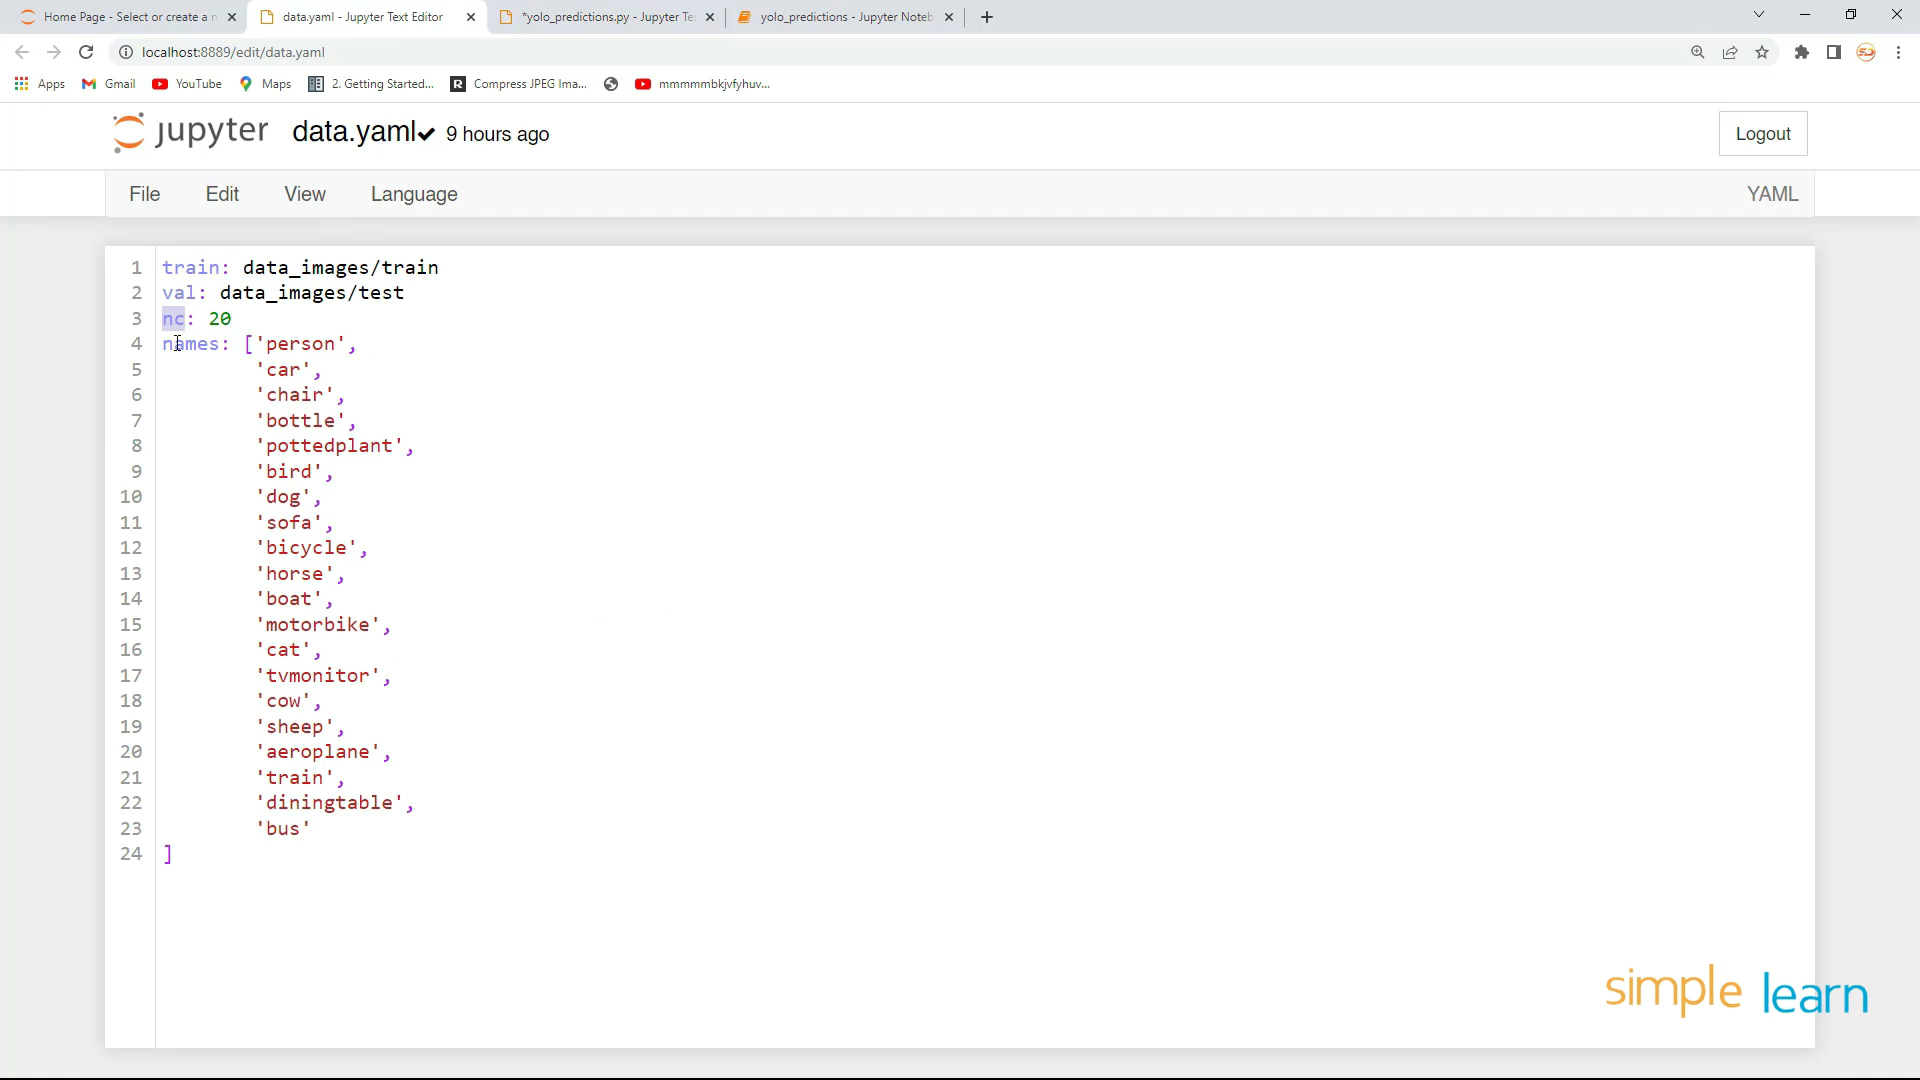 Home Page - Select or create a n
data.yaml - Jupyter Text Editor
*yolo_predictions.py - Jupyter Te
yolo_predictions - Jupyter Noteb
localhost:8889/edit/data.yaml
Apps
Gmail
YouTube
Maps
2. Getting Started...
R
Compress JPEG Ima...
mmmmmbkjvfyhuv...
jupyter
data.yaml
9 hours ago
Logout
File
Edit
View
Language
YAML
1 train: data_images/train
2 val: data_images/test
3 nc: 20
4 names: ['person',
5 'car',
6 'chair',
7 'bottle',
8 'pottedplant',
9 'bird',
10 'dog',
11 'sofa',
12 'bicycle',
13 'horse',
14 'boat',
15 'motorbike',
16 'cat',
17 'tvmonitor',
18 'cow',
19 'sheep',
20 'aeroplane',
21 'train',
22 'diningtable',
23 'bus'
24 ]
simplelearn